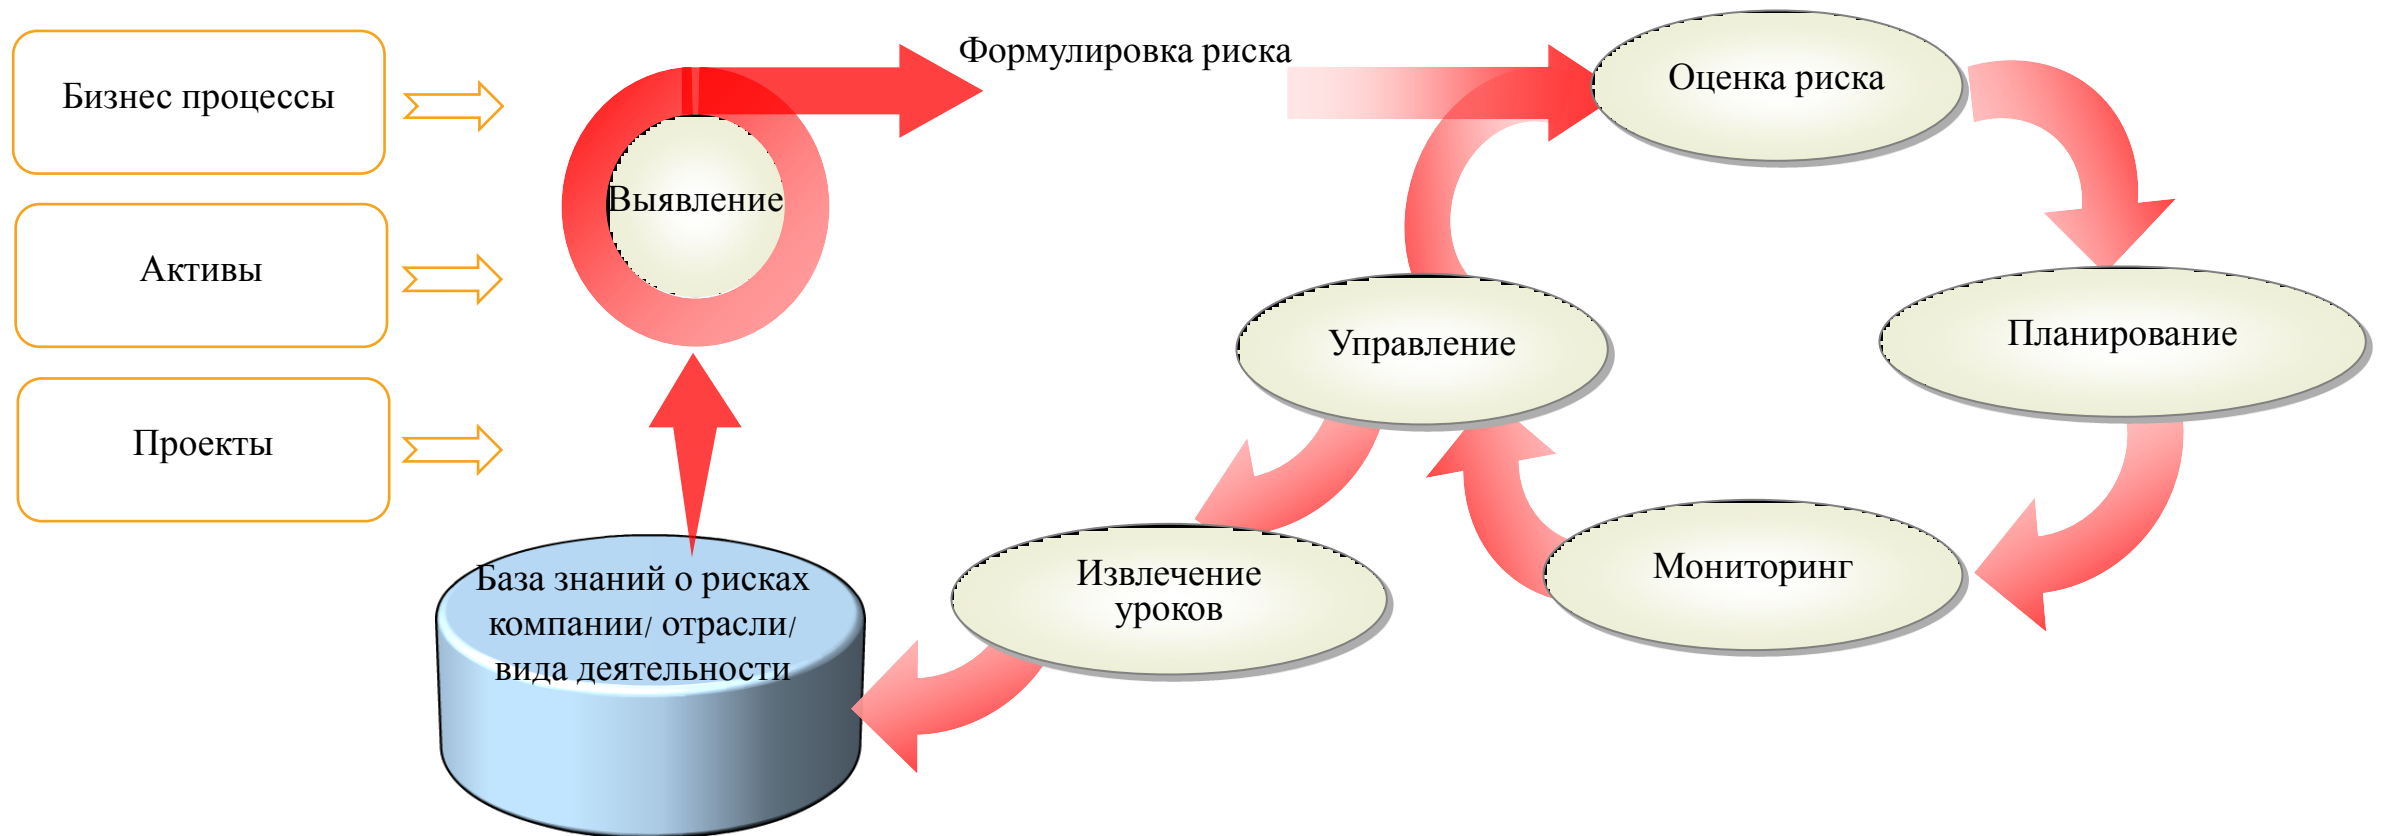 Бизнес процессы
Активы
Проекты
Выявление
Формулировка риска
Оценка риска
Планирование
Мониторинг
Управление
Извлечение
уроков
База знаний о рисках
компании/ отрасли/
вида деятельности